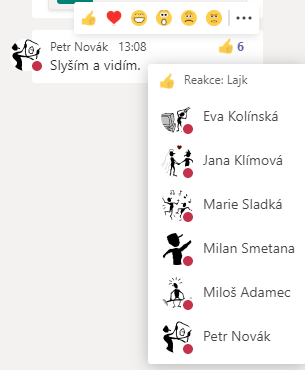 Petr Novák 13:08 6
Slyším a vidím.
Reakce: Lajk
Eva Kolínská
Jana Klímová
Marie Sladká
Milan Smetana
Miloš Adamec
Petr Novák